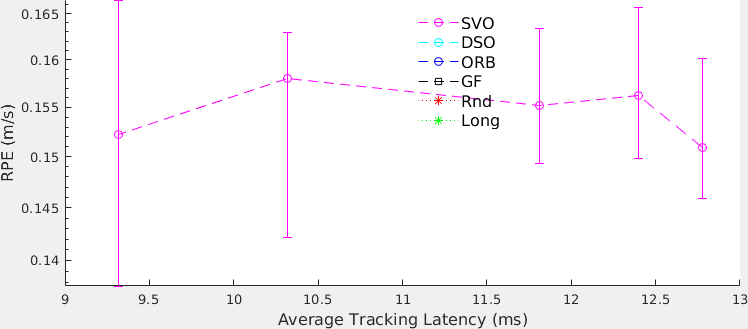 0.165
0.16
0.155
0.15
0.145
0.14
RPE (m/s)
SVO
DSO
ORB
GF
Rnd
Long
9 9.5 10 10.5 11 11.5 12 12.5 13
Average Tracking Latency (ms)